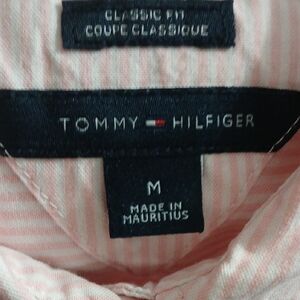 CLASSIC FIT
COUPE CLASSIQUE
TOMMY HILFIGER
M
MADE IN
MAURITIUS